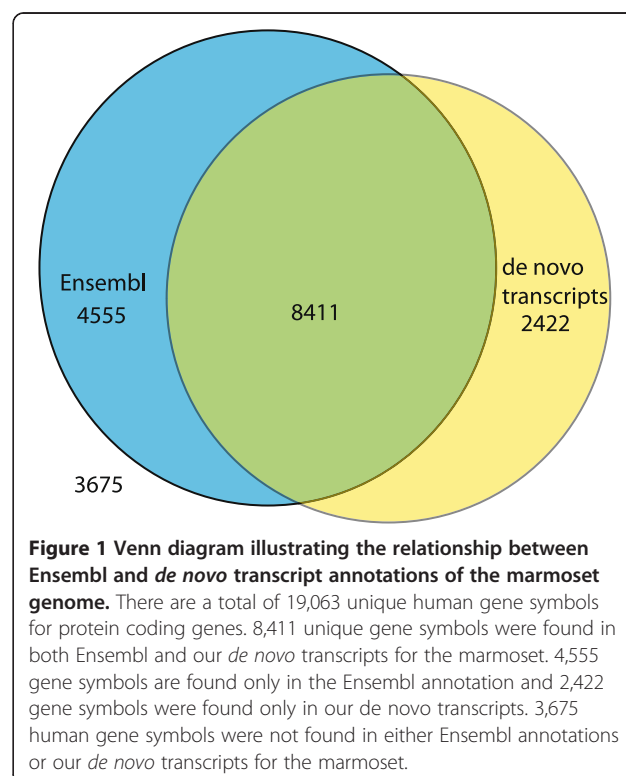 Ensembl
4555
8411
de novo
transcripts
2422
3675
Figure 1 Venn diagram illustrating the relationship between
Ensembl and de novo transcript annotations of the marmoset
genome. There are a total of 19,063 unique human gene symbols
for protein coding genes. 8,411 unique gene symbols were found in
both Ensembl and our de novo transcripts for the marmoset. 4,555
gene symbols are found only in the Ensembl annotation and 2,422
gene symbols were found only in our de novo transcripts. 3,675
human gene symbols were not found in either Ensembl annotations
or our de novo transcripts for the marmoset.